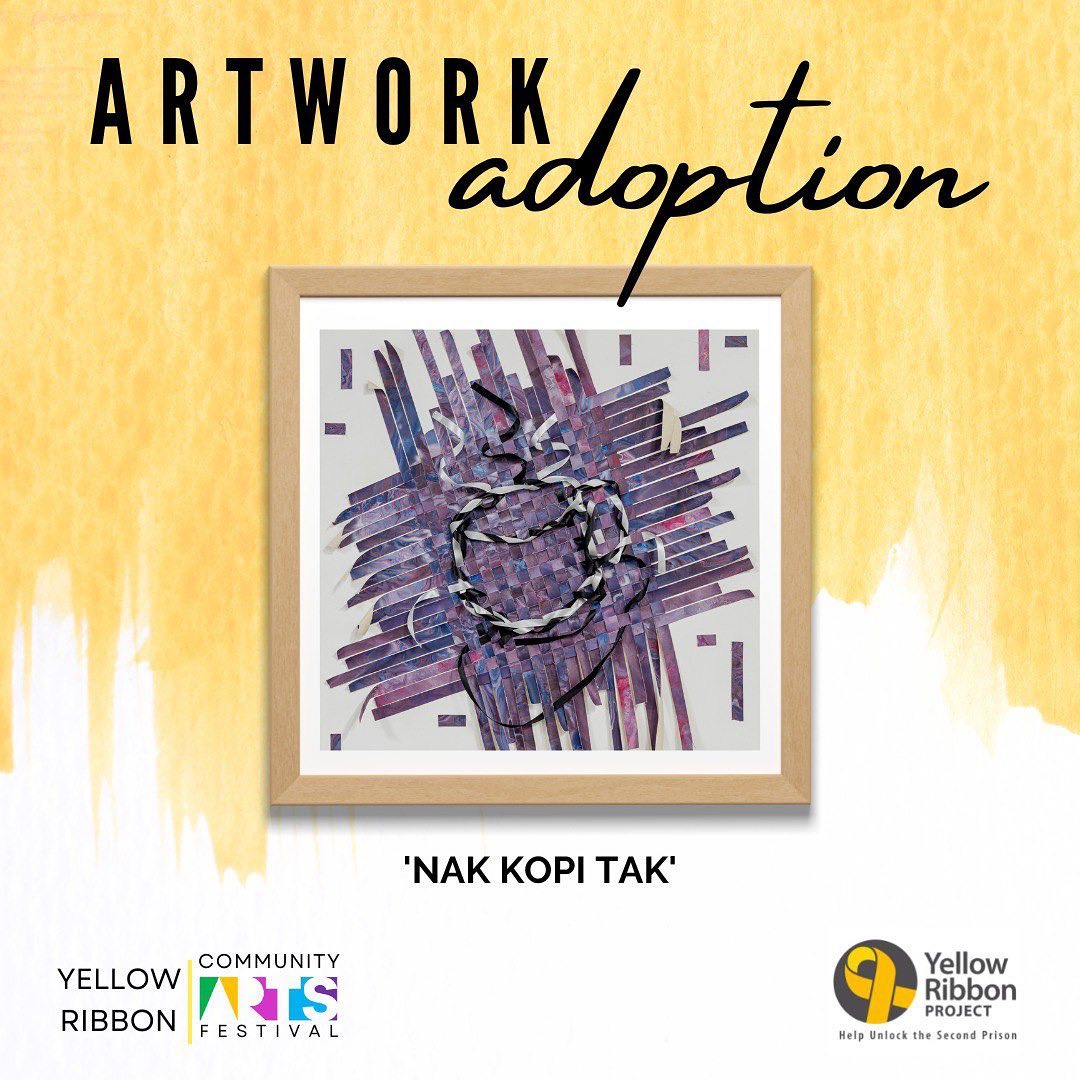 ARTWORK
adoption
'NAK KOPI TAK'
YELLOW
RIBBON
COMMUNITY
ARTS
FESTIVAL
Yellow
Ribbon
PROJECT
Help Unlock the Second Prison